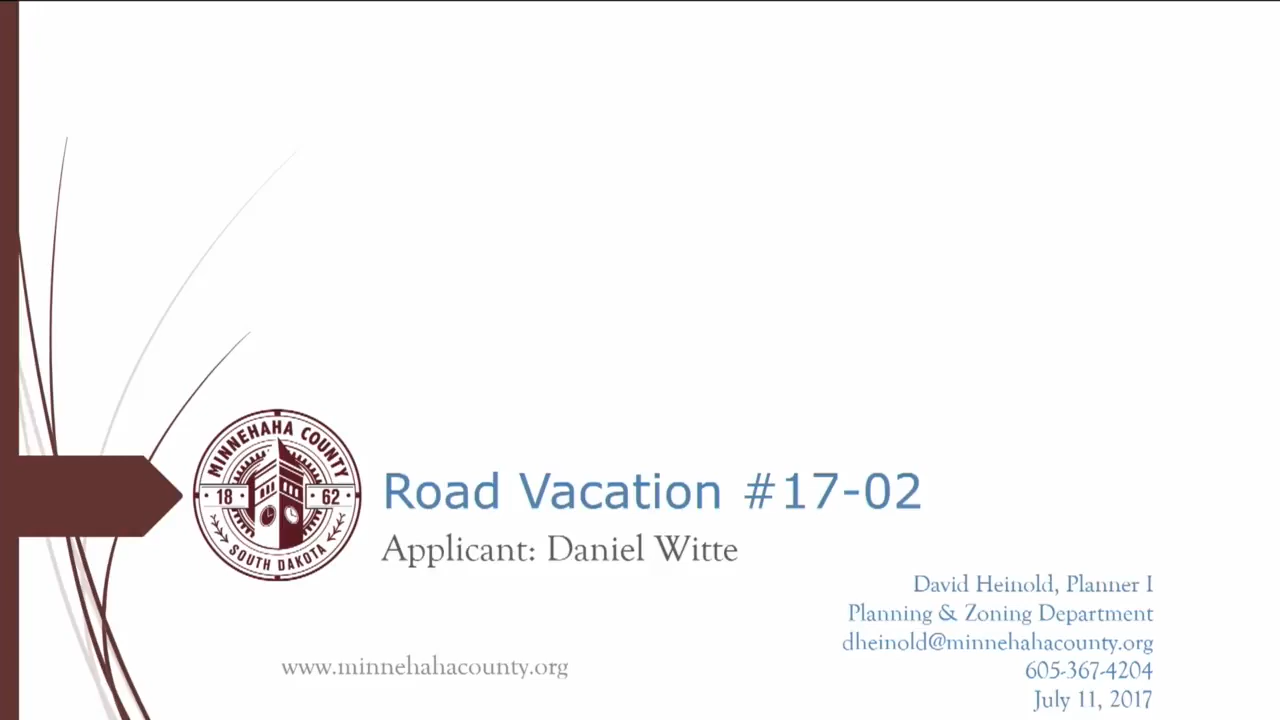 MINNEHAHA COUNTY
18 62
SOUTH DAKOTA
Road Vacation #17-02
Applicant: Daniel Witte
David Heinold, Planner I
Planning & Zoning Department
dheinold@minnehahacounty.org
www.minnehahacounty.org
605-367-4204
July 11, 2017